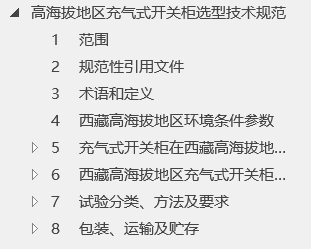 高海拔地区充气式开关柜选型技术规范
1 范围
2 规范性引用文件
3 术语和定义
4 西藏高海拔地区环境条件参数
5 充气式开关柜在西藏高海拔地...
6 西藏高海拔地区充气式开关柜...
7 试验分类、方法及要求
8 包装、运输及贮存